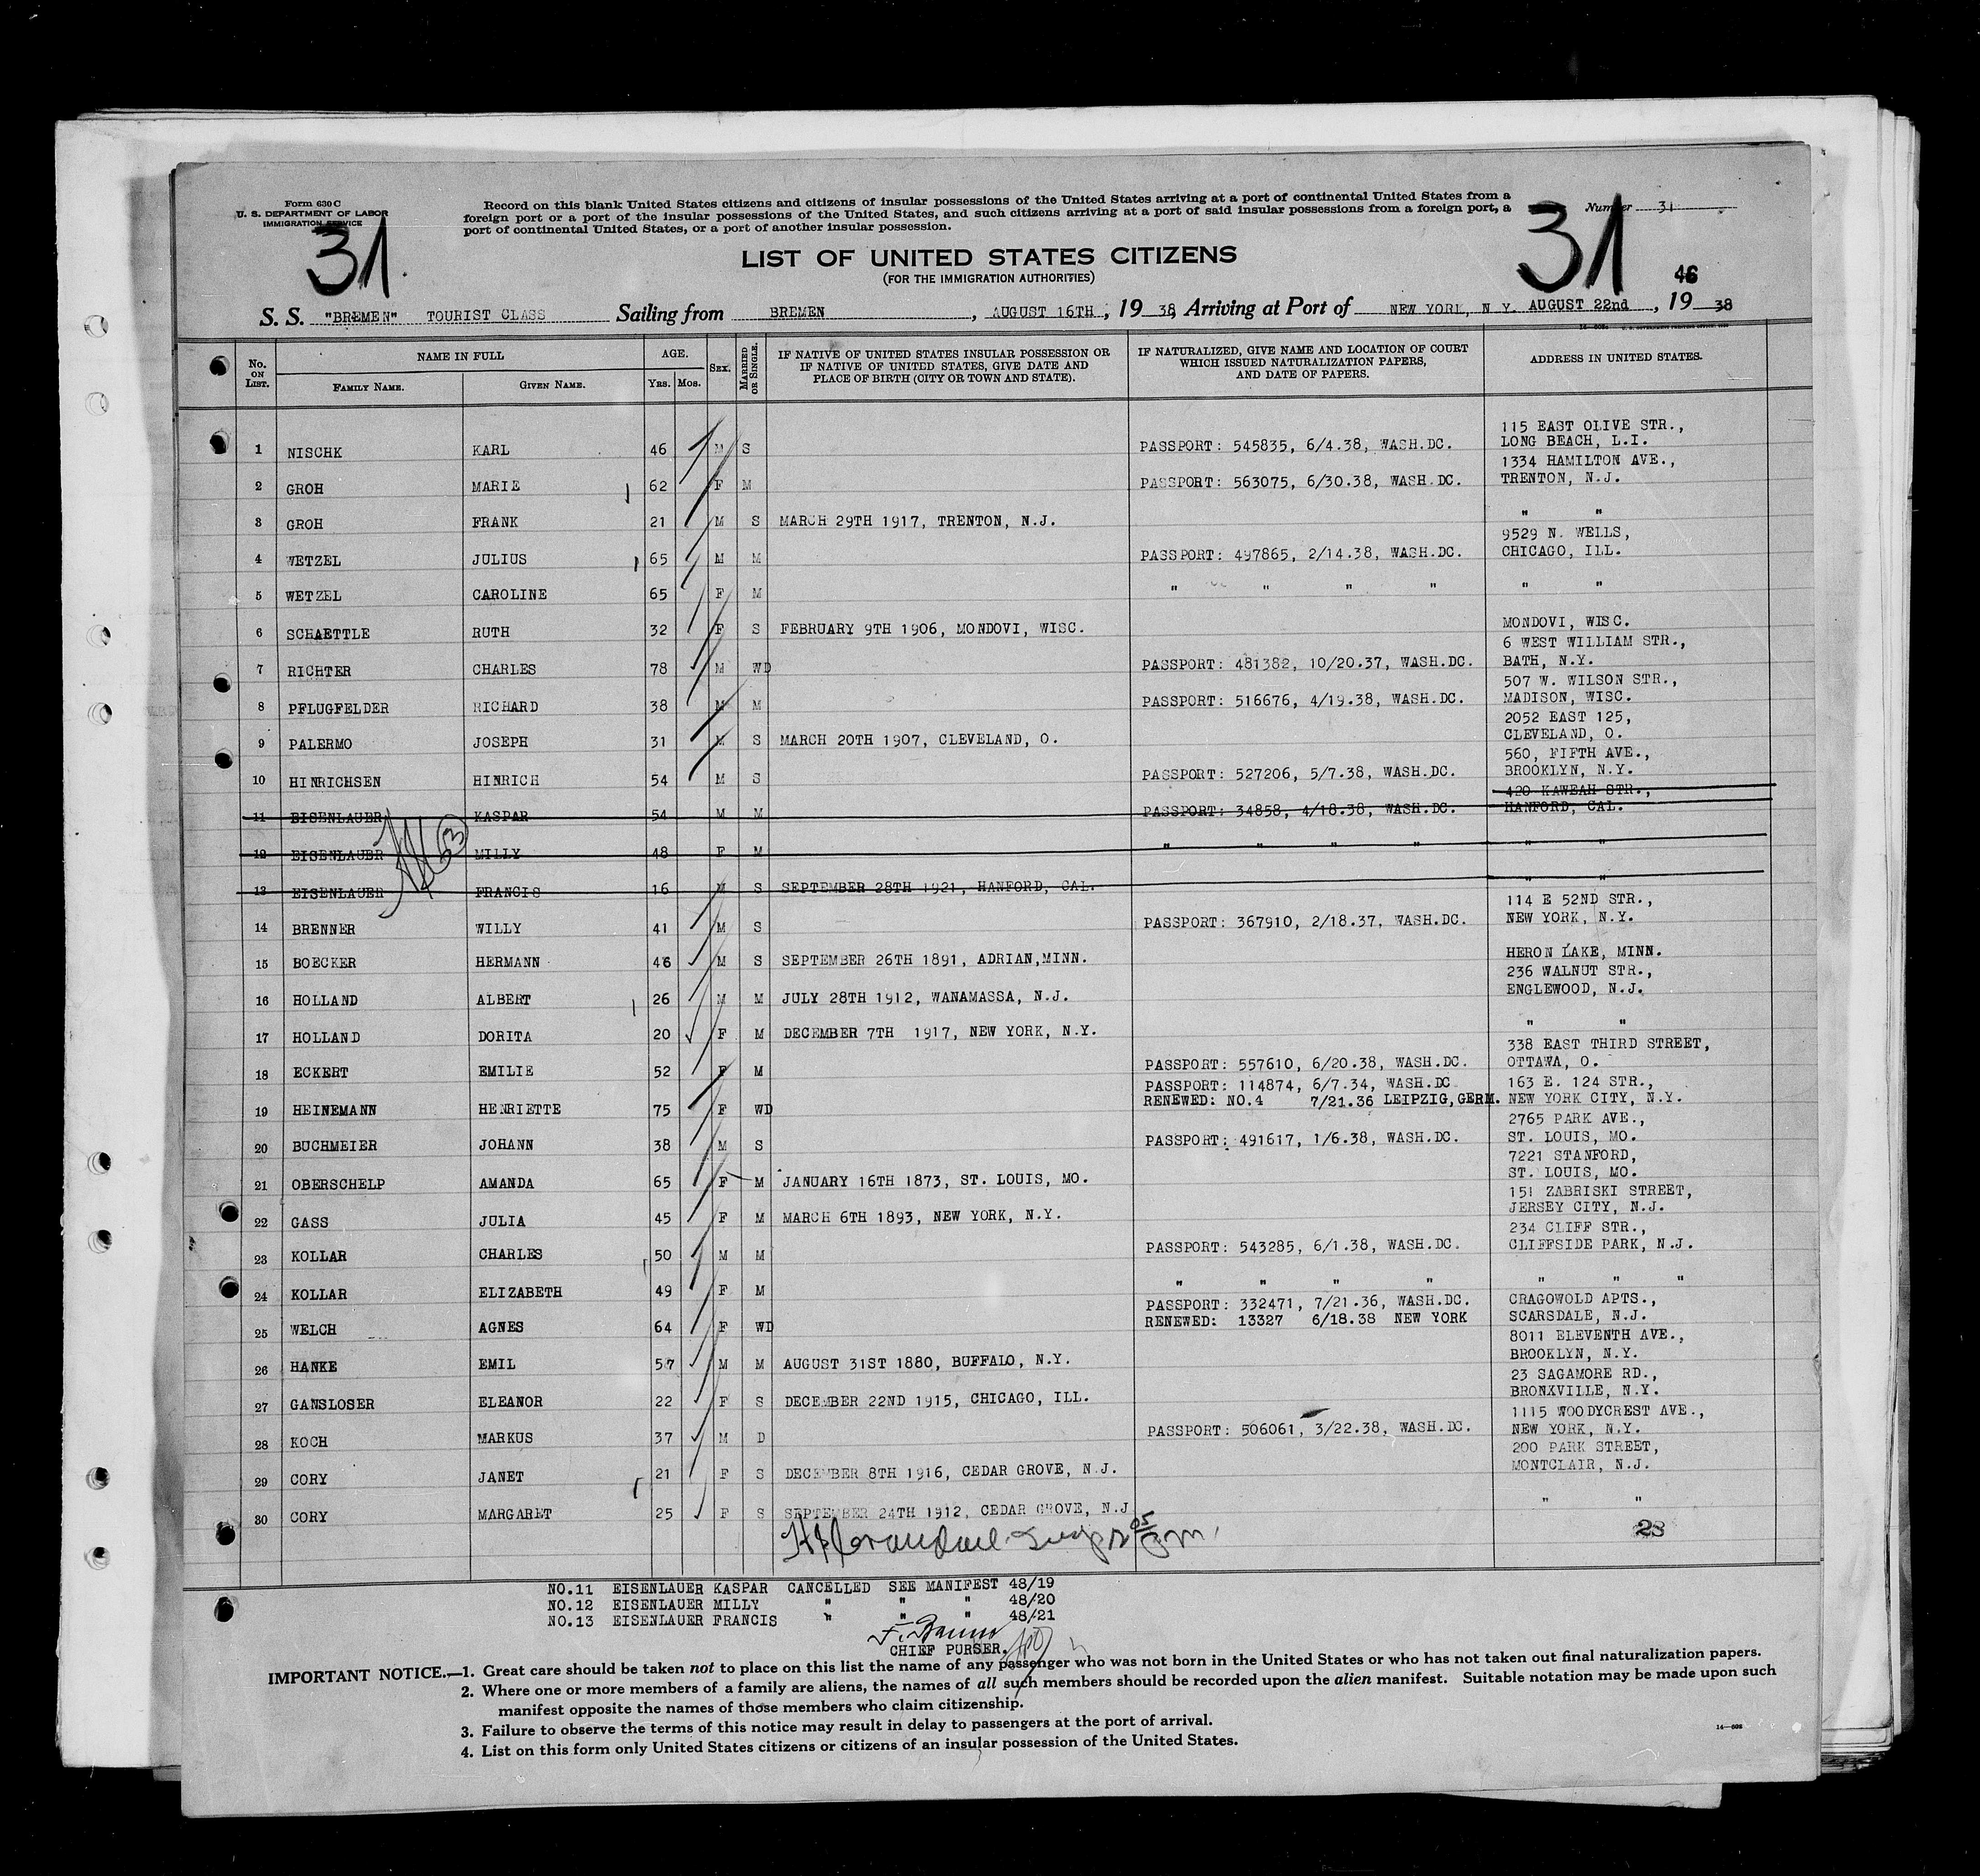 Form 630 C
U. S. DEPARTMENT OF LABOR
IMMIGRATION SERVICE
Record on this blank United States citizens and citizens of insular possessions of the United States arriving at a port of continental United States from a
foreign port or a port of the insular possessions of the United States, and such citizens arriving at a port of said insular possessions from a foreign port, a
port of continental United States, or a port of another insular possession.
Number 31
31
31
46
LIST OF UNITED STATES CITIZENS
(FOR THE IMMIGRATION AUTHORITIES)
S. S. "BREMEN" TOURIST CLASS Sailing from BREMEN, AUGUST 16TH, 1938, Arriving at Port of NEW YORK, N.Y. AUGUST 22nd, 1938
No. ON LIST. NAME IN FULL FAMILY NAME. GIVEN NAME. AGE. YRS. MOS. SEX. MARRIED OR SINGLE. IF NATIVE OF UNITED STATES INSULAR POSSESSION OR IF NATIVE OF UNITED STATES, GIVE DATE AND PLACE OF BIRTH (CITY OR TOWN AND STATE). IF NATURALIZED, GIVE NAME AND LOCATION OF COURT WHICH ISSUED NATURALIZATION PAPERS, AND DATE OF PAPERS. ADDRESS IN UNITED STATES.
115 EAST OLIVE STR.,
1 NISCHK KARL 46 M S PASSPORT: 545835, 6/4.38, WASH.DC. LONG BEACH, L.I.
1334 HAMILTON AVE.,
2 GROH MARIE 62 F M PASSPORT: 563075, 6/30.38, WASH.DC. TRENTON, N.J.
3 GROH FRANK 21 M S MARCH 29TH 1917, TRENTON, N.J. " "
9529 N. WELLS,
4 WETZEL JULIUS 65 M M PASSPORT: 497865, 2/14.38, WASH.DC. CHICAGO, ILL.
5 WETZEL CAROLINE 65 F M " " " " " "
6 SCHAETTLE RUTH 32 F S FEBRUARY 9TH 1906, MONDOVI, WISC. MONDOVI, WISC.
6 WEST WILLIAM STR.,
7 RICHTER CHARLES 78 M WD PASSPORT: 481382, 10/20.37, WASH.DC. BATH, N.Y.
507 W. WILSON STR.,
8 PFLUGFELDER RICHARD 38 M M PASSPORT: 516676, 4/19.38, WASH.DC. MADISON, WISC.
2052 EAST 125,
9 PALERMO JOSEPH 31 M S MARCH 20TH 1907, CLEVELAND, O. CLEVELAND, O.
560, FIFTH AVE.,
10 HINRICHSEN HINRICH 54 M S PASSPORT: 527206, 5/7.38, WASH.DC. BROOKLYN, N.Y.
420 KAWEAH STR.,
11 EISENLAUER KASPAR 54 M M PASSPORT: 34858, 4/18.38, WASH.DC. HANFORD, CAL.
12 EISENLAUER MILLY 48 F M " " " " " "
13 EISENLAUER FRANCIS 16 M S SEPTEMBER 28TH 1921, HANFORD, CAL. " "
114 E 52ND STR.,
14 BRENNER WILLY 41 M S PASSPORT: 367910, 2/18.37, WASH.DC. NEW YORK, N.Y.
15 BOECKER HERMANN 46 M S SEPTEMBER 26TH 1891, ADRIAN,MINN. HERON LAKE, MINN.
236 WALNUT STR.,
16 HOLLAND ALBERT 26 M M JULY 28TH 1912, WANAMASSA, N.J. ENGLEWOOD, N.J.
17 HOLLAND DORITA 20 F M DECEMBER 7TH 1917, NEW YORK, N.Y. " "
338 EAST THIRD STREET,
18 ECKERT EMILIE 52 F M PASSPORT: 557610, 6/20.38, WASH.DC. OTTAWA, O.
PASSPORT: 114874, 6/7.34, WASH.DC 163 E. 124 STR.,
19 HEINEMANN HENRIETTE 75 F WD RENEWED: NO.4 7/21.36 LEIPZIG,GERM. NEW YORK CITY, N.Y.
2765 PARK AVE.,
20 BUCHMEIER JOHANN 38 M S PASSPORT: 491617, 1/6.38, WASH.DC. ST. LOUIS, MO.
7221 STANFORD,
21 OBERSCHELP AMANDA 65 F M JANUARY 16TH 1873, ST. LOUIS, MO. ST. LOUIS, MO.
151 ZABRISKI STREET,
22 GASS JULIA 45 F M MARCH 6TH 1893, NEW YORK, N.Y. JERSEY CITY, N.J.
234 CLIFF STR.,
23 KOLLAR CHARLES 50 M M PASSPORT: 543285, 6/1.38, WASH.DC. CLIFFSIDE PARK, N.J.
24 KOLLAR ELIZABETH 49 F M " " " " " " "
PASSPORT: 332471, 7/21.36, WASH.DC. CRAGOWOLD APTS.,
25 WELCH AGNES 64 F WD RENEWED: 13327 6/18.38 NEW YORK SCARSDALE, N.J.
8011 ELEVENTH AVE.,
26 HANKE EMIL 57 M M AUGUST 31ST 1880, BUFFALO, N.Y. BROOKLYN, N.Y.
23 SAGAMORE RD.,
27 GANSLOSER ELEANOR 22 F S DECEMBER 22ND 1915, CHICAGO, ILL. BRONXVILLE, N.Y.
1115 WOODYCREST AVE.,
28 KOCH MARKUS 37 M D PASSPORT: 506061, 3/22.38, WASH.DC. NEW YORK, N.Y.
200 PARK STREET,
29 CORY JANET 21 F S DECEMBER 8TH 1916, CEDAR GROVE, N.J. MONTCLAIR, N.J.
30 CORY MARGARET 25 F S SEPTEMBER 24TH 1912, CEDAR GROVE, N.J " "
28
NO.11 EISENLAUER KASPAR CANCELLED SEE MANIFEST 48/19
NO.12 EISENLAUER MILLY " " " 48/20
NO.13 EISENLAUER FRANCIS " " " 48/21
CHIEF PURSER.
IMPORTANT NOTICE.—1. Great care should be taken not to place on this list the name of any passenger who was not born in the United States or who has not taken out final naturalization papers.
2. Where one or more members of a family are aliens, the names of all such members should be recorded upon the alien manifest. Suitable notation may be made upon such
manifest opposite the names of those members who claim citizenship.
3. Failure to observe the terms of this notice may result in delay to passengers at the port of arrival.
4. List on this form only United States citizens or citizens of an insular possession of the United States.